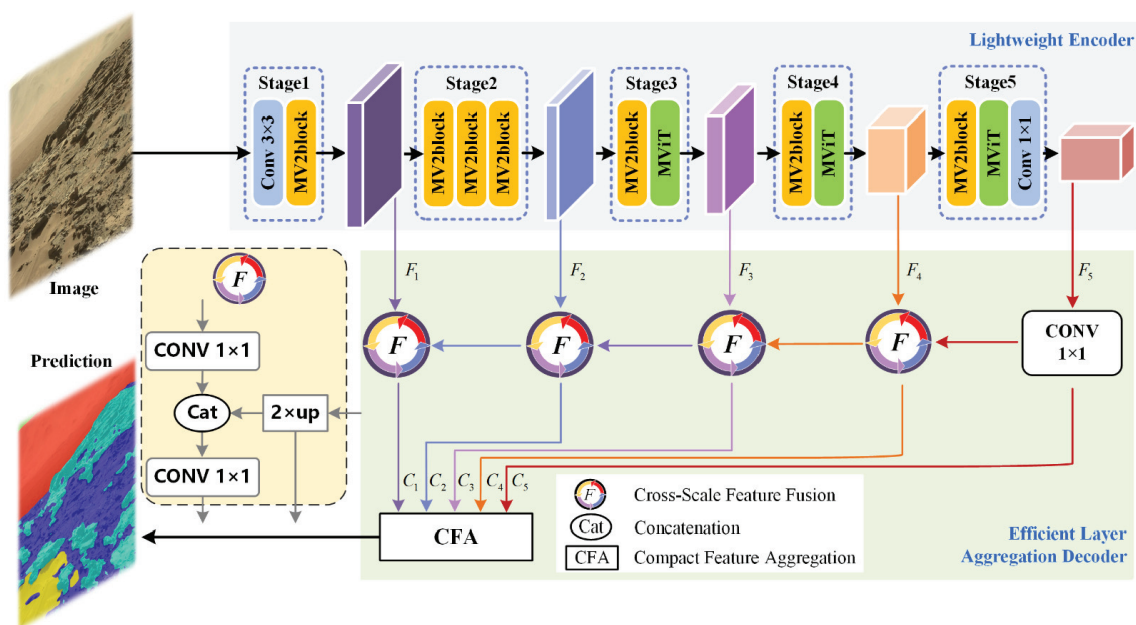 Lightweight Encoder
Stage1
Conv 3×3
MV2block
Stage2
MV2block
MV2block
MV2block
Stage3
MV2block
MViT
Stage4
MV2block
MViT
Stage5
MV2block
MViT
Conv 1×1
Image
F₁
F₂
F₃
F₄
F₅
F
CONV 1×1
Cat
2×up
CONV 1×1
F
F
F
F
CONV
1×1
Prediction
C₁
C₂
C₃
C₄
C₅
CFA
F Cross-Scale Feature Fusion
Cat Concatenation
CFA Compact Feature Aggregation
Efficient Layer
Aggregation Decoder